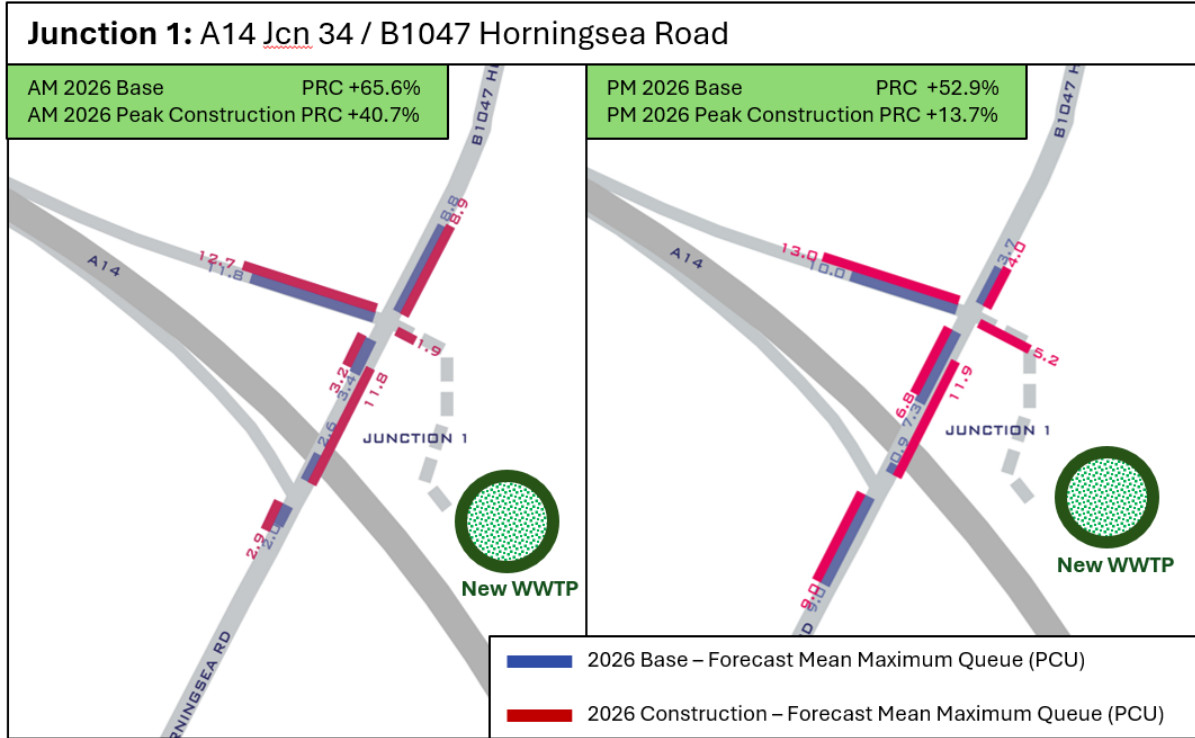 Junction 1: A14 Jcn 34 / B1047 Horningsea Road
AM 2026 Base PRC +65.6%
AM 2026 Peak Construction PRC +40.7%
B1047 H
8.8
8.9
A14
12.7
11.8
1.9
3.2
3.4
11.8
2.6
JUNCTION 1
2.9
2.0
New WWTP
RNINGSEA RD
PM 2026 Base PRC +52.9%
PM 2026 Peak Construction PRC +13.7%
B1047 H
3.7
4.0
A14
13.0
10.0
5.2
6.8
7.3
11.9
0.9
JUNCTION 1
9.0
9.0
New WWTP
D
2026 Base – Forecast Mean Maximum Queue (PCU)
2026 Construction – Forecast Mean Maximum Queue (PCU)